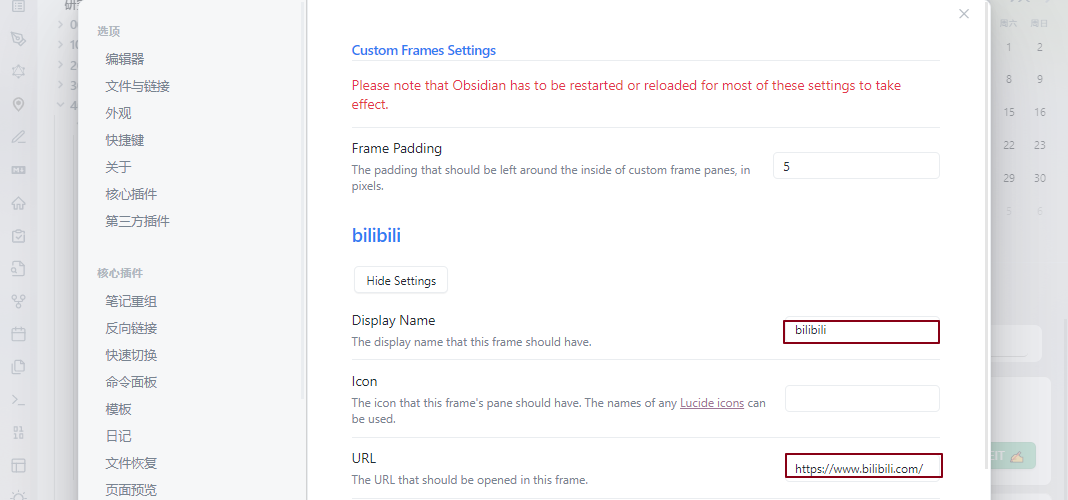 选项
编辑器
文件与链接
外观
快捷键
关于
核心插件
第三方插件
核心插件
笔记重组
反向链接
快速切换
命令面板
模板
日记
文件恢复
页面预览
Custom Frames Settings
Please note that Obsidian has to be restarted or reloaded for most of these settings to take
effect.
Frame Padding
The padding that should be left around the inside of custom frame panes, in
pixels.
5
bilibili
Hide Settings
Display Name
The display name that this frame should have.
bilibili
Icon
The icon that this frame's pane should have. The names of any Lucide icons can
be used.
URL
The URL that should be opened in this frame.
https://www.bilibili.com/
周六 周日
1 2
8 9
15 16
22 23
29 30
5 6